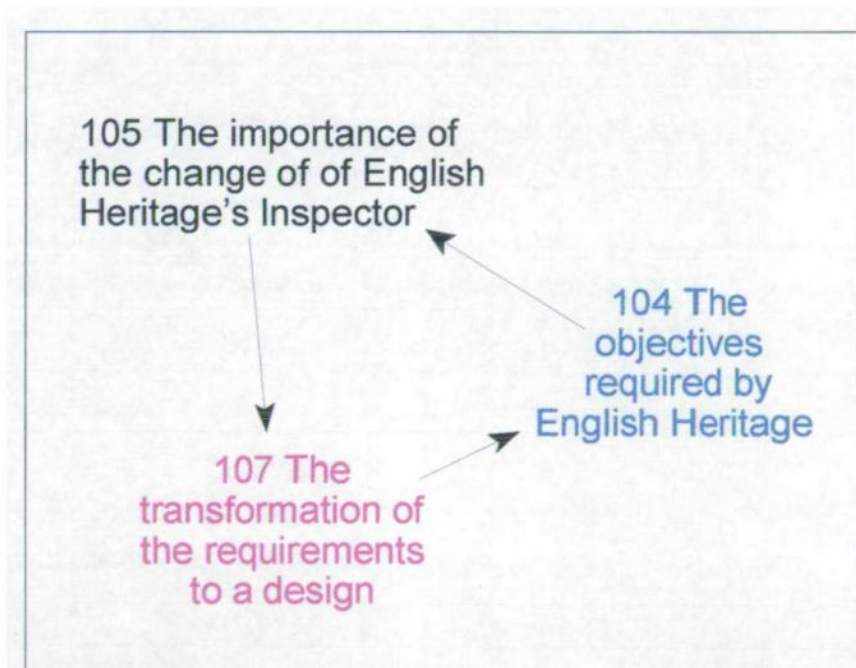 105 The importance of
the change of of English
Heritage's Inspector
104 The
objectives
required by
English Heritage
107 The
transformation of
the requirements
to a design